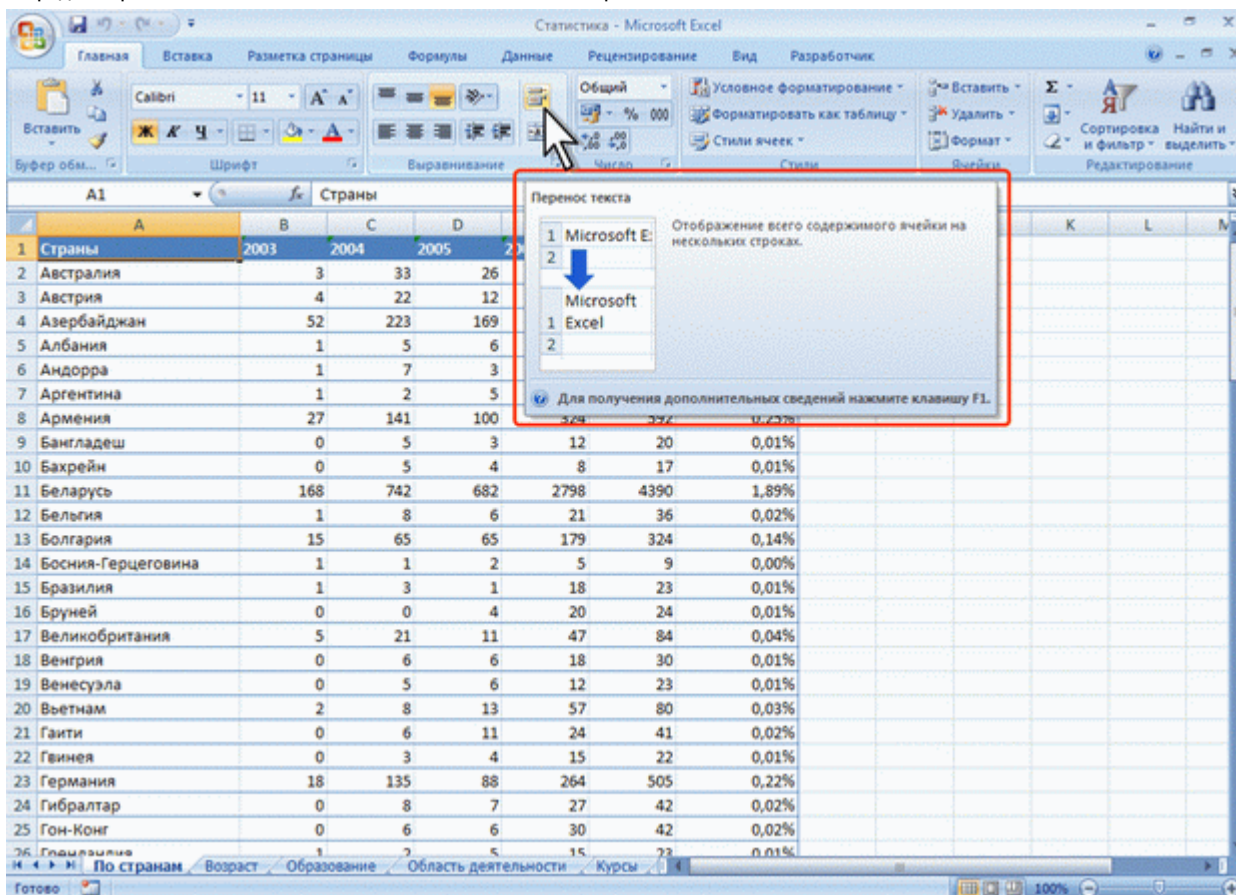 Статистика - Microsoft Excel
Главная Вставка Разметка страницы Формулы Данные Рецензирование Вид Разработчик
Вставить
Calibri 11
Ж К Ч
Общий
% 000
Условное форматирование
Форматировать как таблицу
Стили ячеек
Вставить
Удалить
Формат
Σ
Сортировка и фильтр
Найти и выделить
Буфер обм... Шрифт Выравнивание Число Стили Ячейки Редактирование
A1 fx Страны
Перенос текста
Отображение всего содержимого ячейки на
нескольких строках.
1 Microsoft E
2
Microsoft
1 Excel
2
Для получения дополнительных сведений нажмите клавишу F1.
A B C D K L M
1 Страны 2003 2004 2005
2 Австралия 3 33 26
3 Австрия 4 22 12
4 Азербайджан 52 223 169
5 Албания 1 5 6
6 Андорра 1 7 3
7 Аргентина 1 2 5
8 Армения 27 141 100 324 592 0,25%
9 Бангладеш 0 5 3 12 20 0,01%
10 Бахрейн 0 5 4 8 17 0,01%
11 Беларусь 168 742 682 2798 4390 1,89%
12 Бельгия 1 8 6 21 36 0,02%
13 Болгария 15 65 65 179 324 0,14%
14 Босния-Герцеговина 1 1 2 5 9 0,00%
15 Бразилия 1 3 1 18 23 0,01%
16 Бруней 0 0 4 20 24 0,01%
17 Великобритания 5 21 11 47 84 0,04%
18 Венгрия 0 6 6 18 30 0,01%
19 Венесуэла 0 5 6 12 23 0,01%
20 Вьетнам 2 8 13 57 80 0,03%
21 Гаити 0 6 11 24 41 0,02%
22 Гвинея 0 3 4 15 22 0,01%
23 Германия 18 135 88 264 505 0,22%
24 Гибралтар 0 8 7 27 42 0,02%
25 Гон-Конг 0 6 6 30 42 0,02%
26 Гренландия 1 2 5 15 23 0,01%
По странам Возраст Образование Область деятельности Курсы
Готово 100%